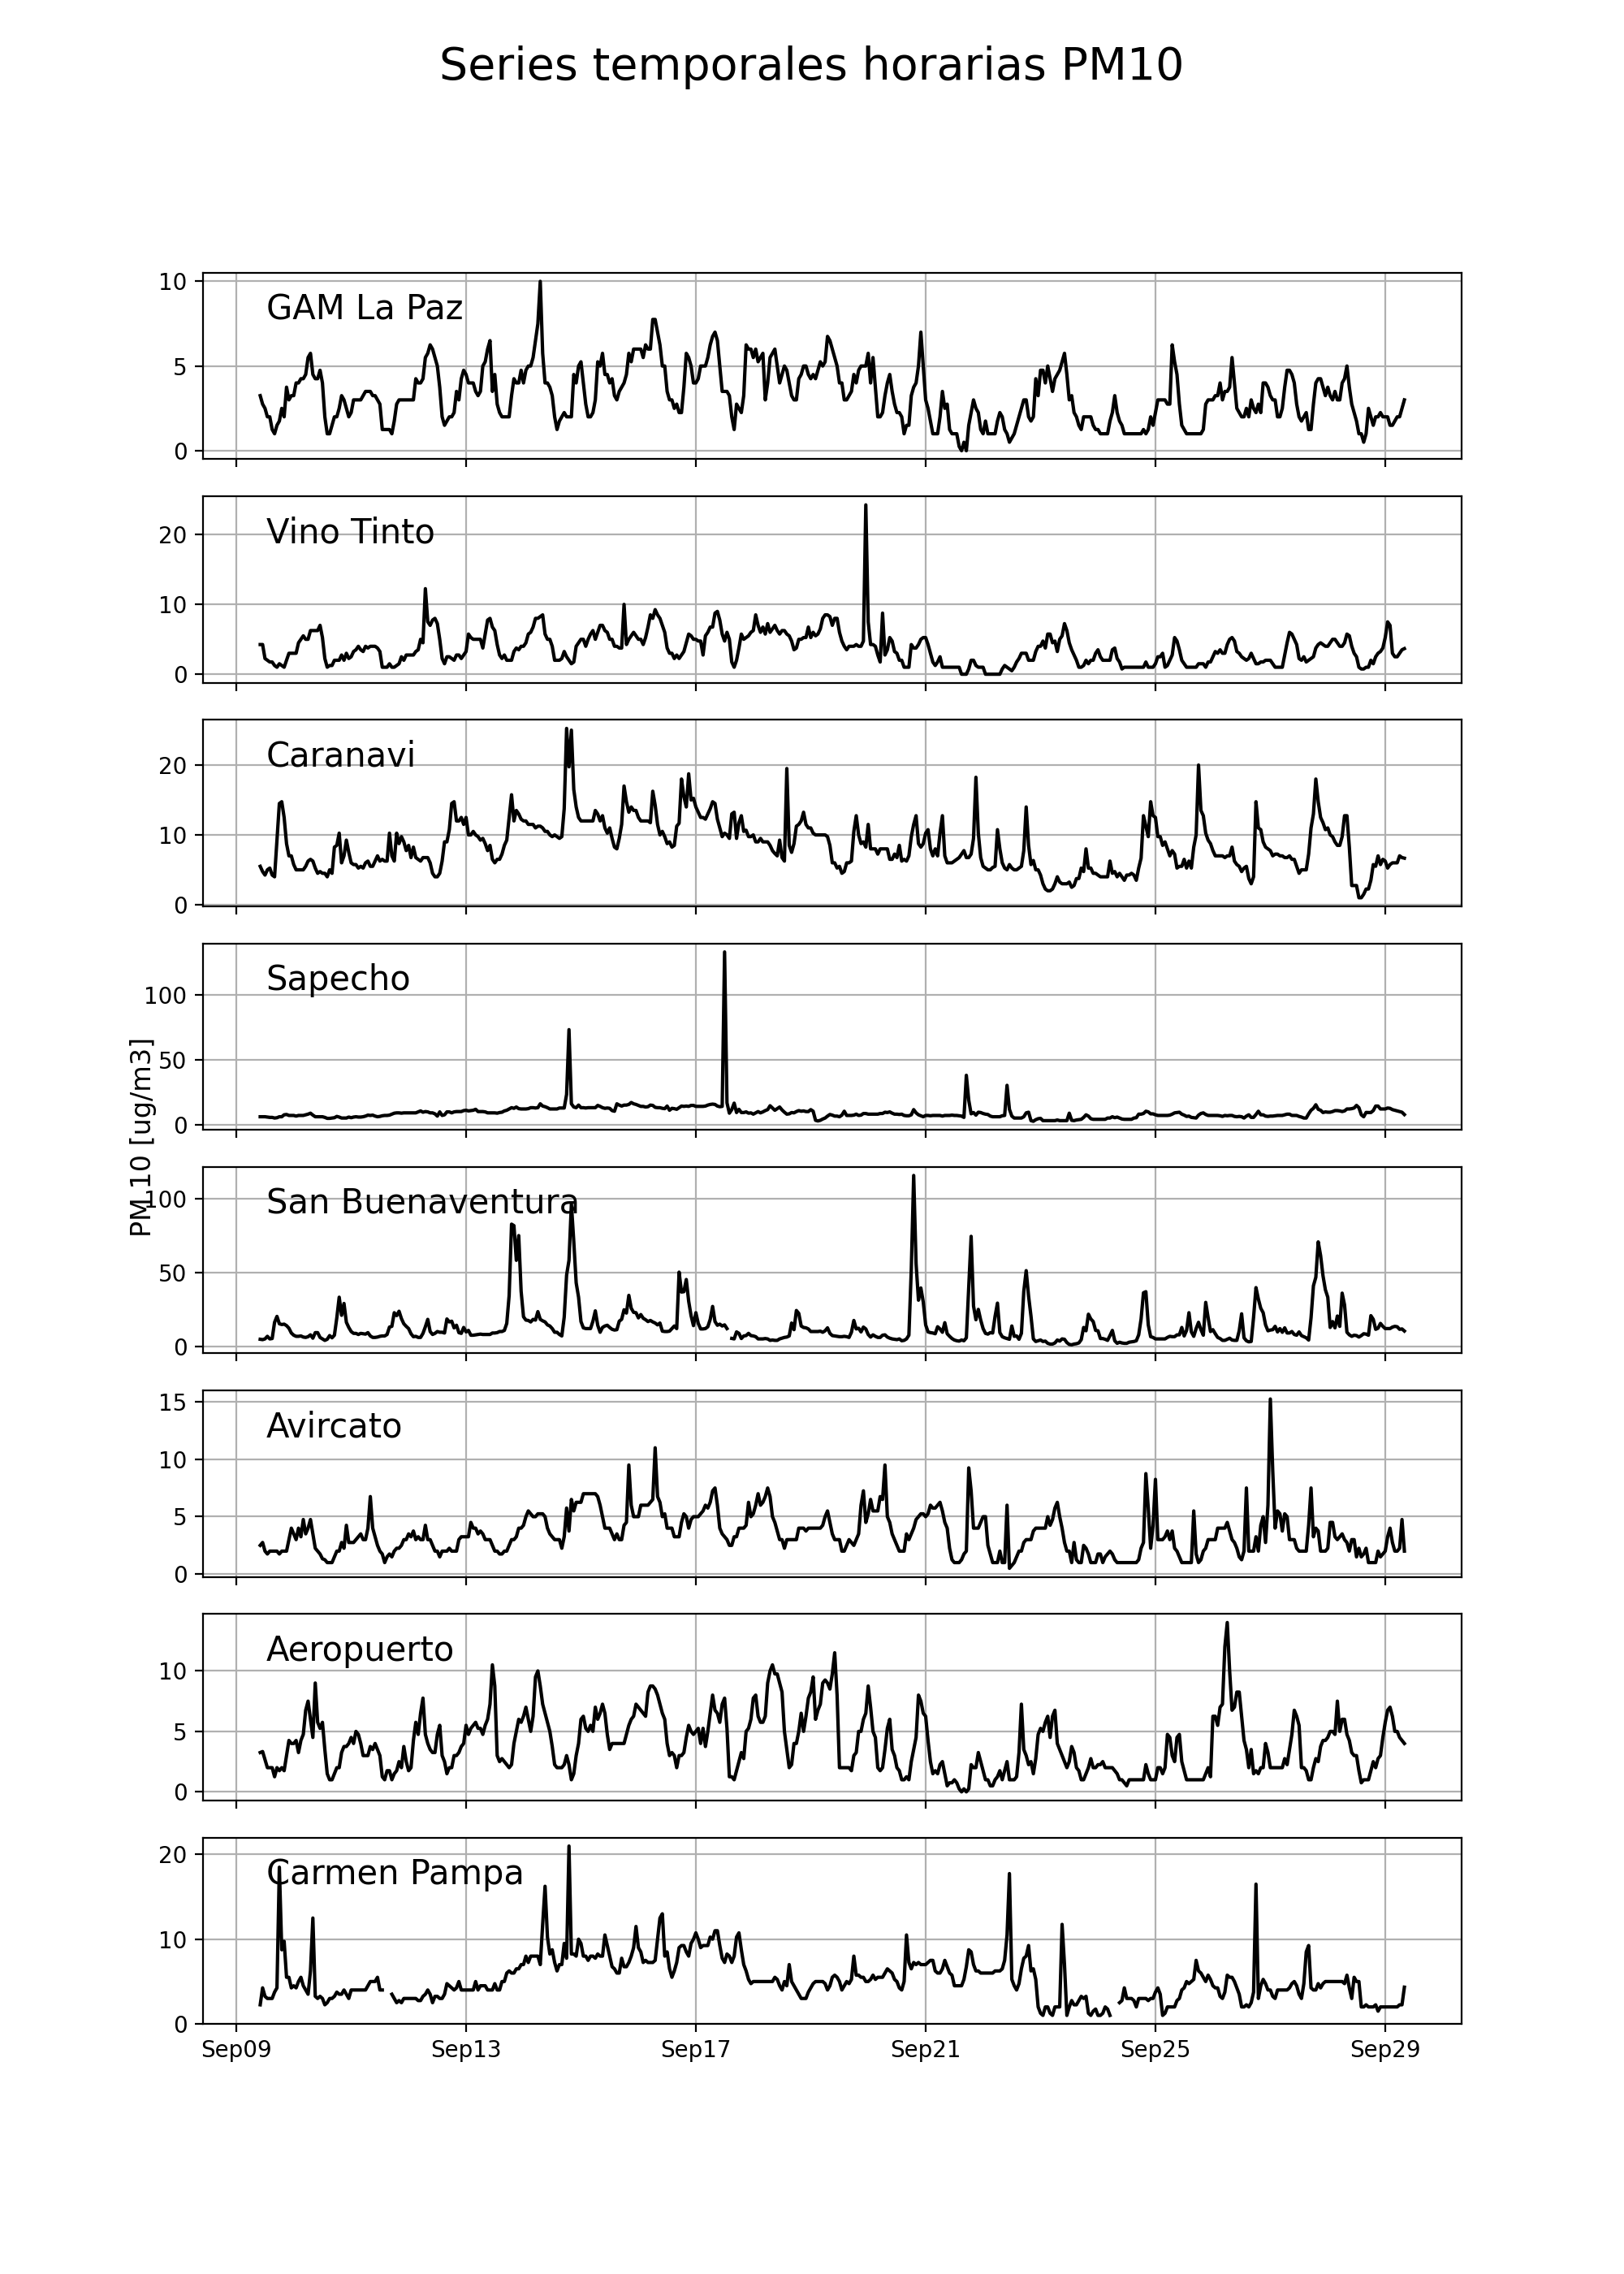 Series temporales horarias PM10
10
GAM La Paz
5
0
20
Vino Tinto
10
0
20
Caranavi
10
0
Sapecho
100
50
0
PM 10 [ug/m3]
100
San Buenaventura
50
0
15
Avircato
10
5
0
Aeropuerto
10
5
0
20
Carmen Pampa
10
0
Sep09 Sep13 Sep17 Sep21 Sep25 Sep29